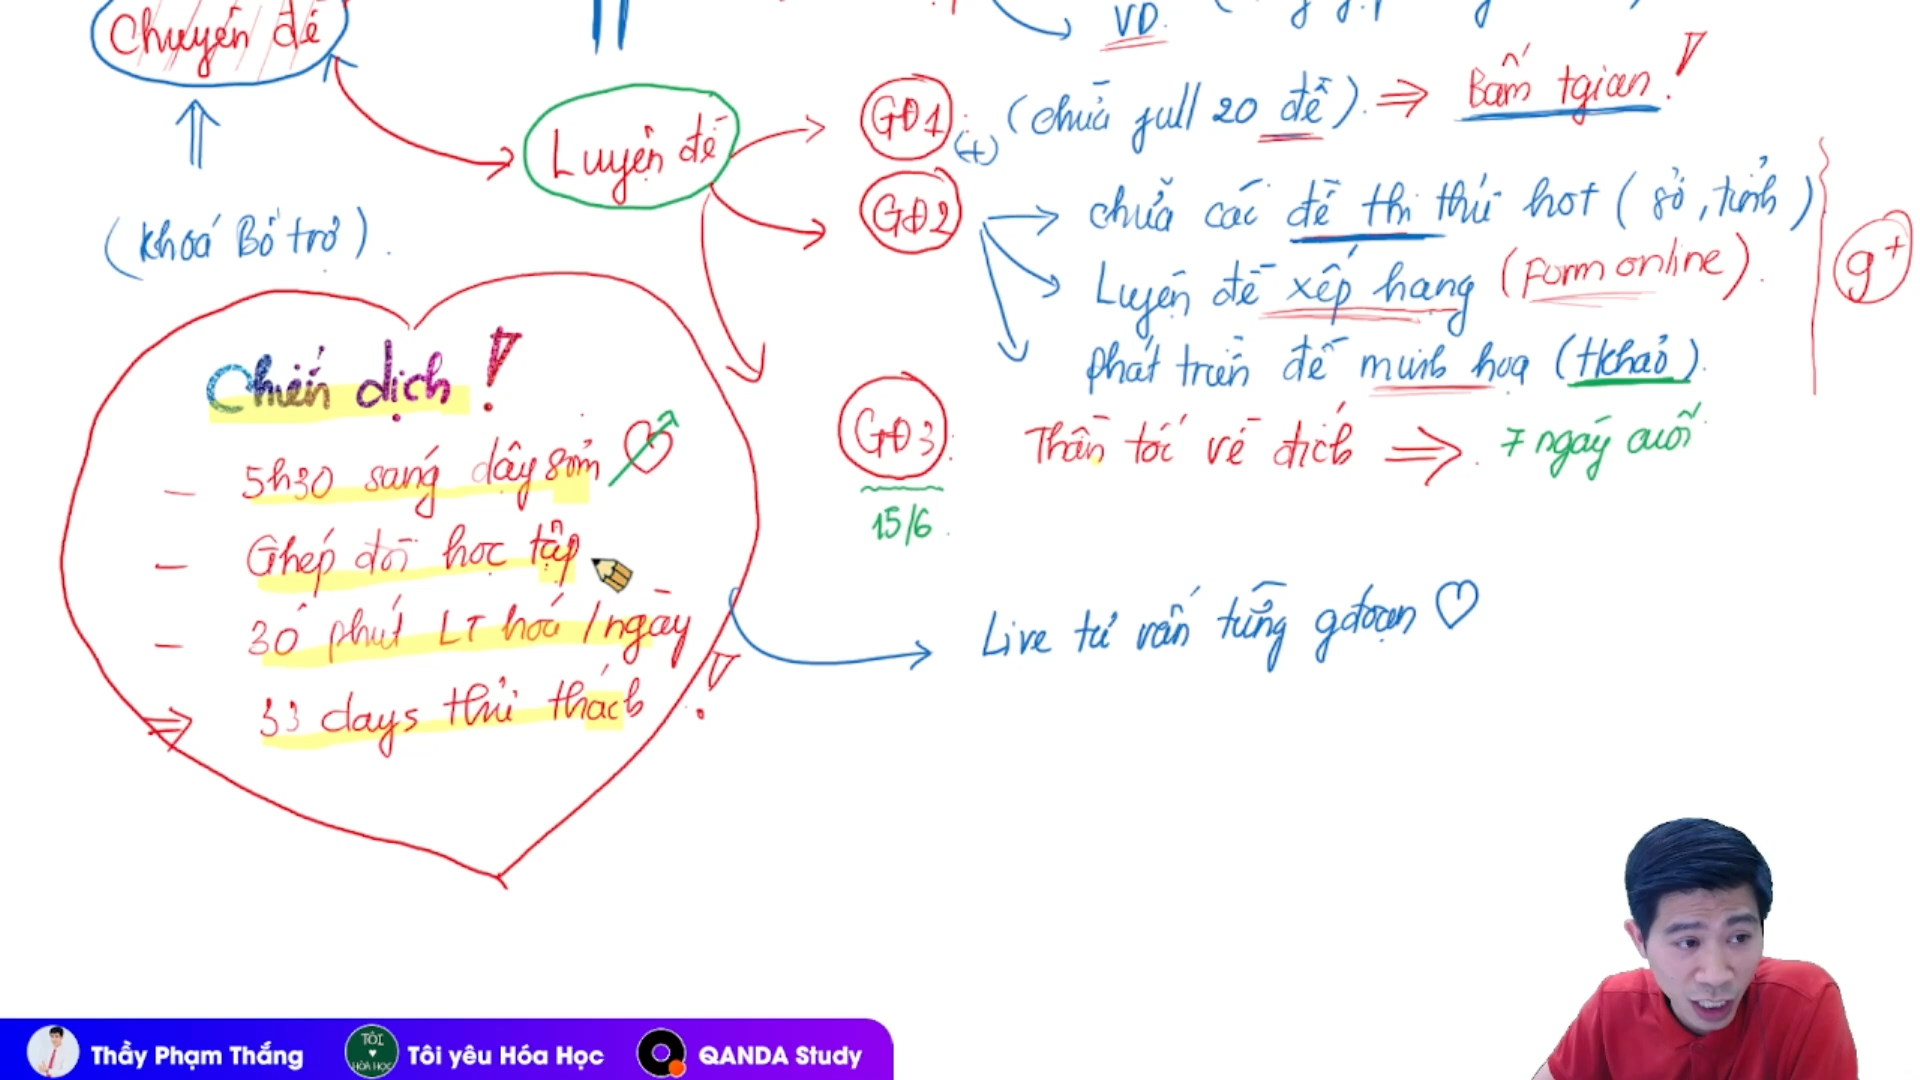 Chuyên đề
VD.
Luyện đề
GĐ1 : (chữa full 20 đề). ⇒ Bấm tgian !
(+)
(Khoá Bổ trợ).
GĐ2 → chữa các đề thi thử hot (sở, tỉnh)
Luyện đề xếp hạng (Form online).
phát triển đề minh hoạ (tkhảo).
9+
GĐ3 : Thần tốc về đích ⇒ 7 ngày cuối
15/6.
Chiến dịch !
- 5h30 sáng dậy sớm
- Ghép đôi học tập
- 30 phút LT hoá /ngày
⇒ 33 days thử thách !
Live tư vấn từng gđoạn ♡
Thầy Phạm Thắng
TÔI ♥ HÓA HỌC
Tôi yêu Hóa Học
QANDA Study